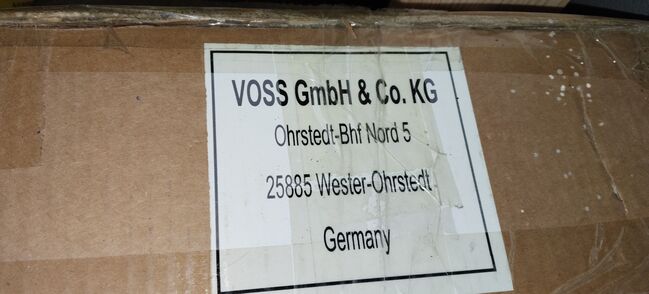 VOSS GmbH & Co. KG
Ohrstedt-Bhf Nord 5
25885 Wester-Ohrstedt
Germany